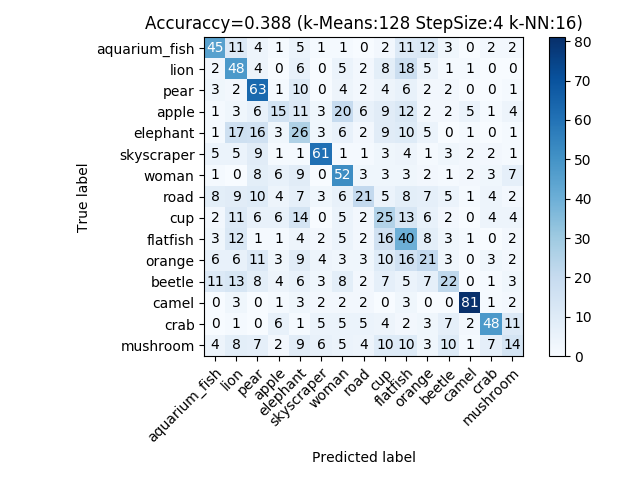 Accuraccy=0.388 (k-Means:128 StepSize:4 k-NN:16)
True label
aquarium_fish 45 11 4 1 5 1 1 0 2 11 12 3 0 2 2
lion 2 48 4 0 6 0 5 2 8 18 5 1 1 0 0
pear 3 2 63 1 10 0 4 2 4 6 2 2 0 0 1
apple 1 3 6 15 11 3 20 6 9 12 2 2 5 1 4
elephant 1 17 16 3 26 3 6 2 9 10 5 0 1 0 1
skyscraper 5 5 9 1 1 61 1 1 3 4 1 3 2 2 1
woman 1 0 8 6 9 0 52 3 3 3 2 1 2 3 7
road 8 9 10 4 7 3 6 21 5 8 7 5 1 4 2
cup 2 11 6 6 14 0 5 2 25 13 6 2 0 4 4
flatfish 3 12 1 1 4 2 5 2 16 40 8 3 1 0 2
orange 6 6 11 3 9 4 3 3 10 16 21 3 0 3 2
beetle 11 13 8 4 6 3 8 2 7 5 7 22 0 1 3
camel 0 3 0 1 3 2 2 2 0 3 0 0 81 1 2
crab 0 1 0 6 1 5 5 5 4 2 3 7 2 48 11
mushroom 4 8 7 2 9 6 5 4 10 10 3 10 1 7 14
aquarium_fish lion pear apple elephant skyscraper woman road cup flatfish orange beetle camel crab mushroom
Predicted label
80
70
60
50
40
30
20
10
0